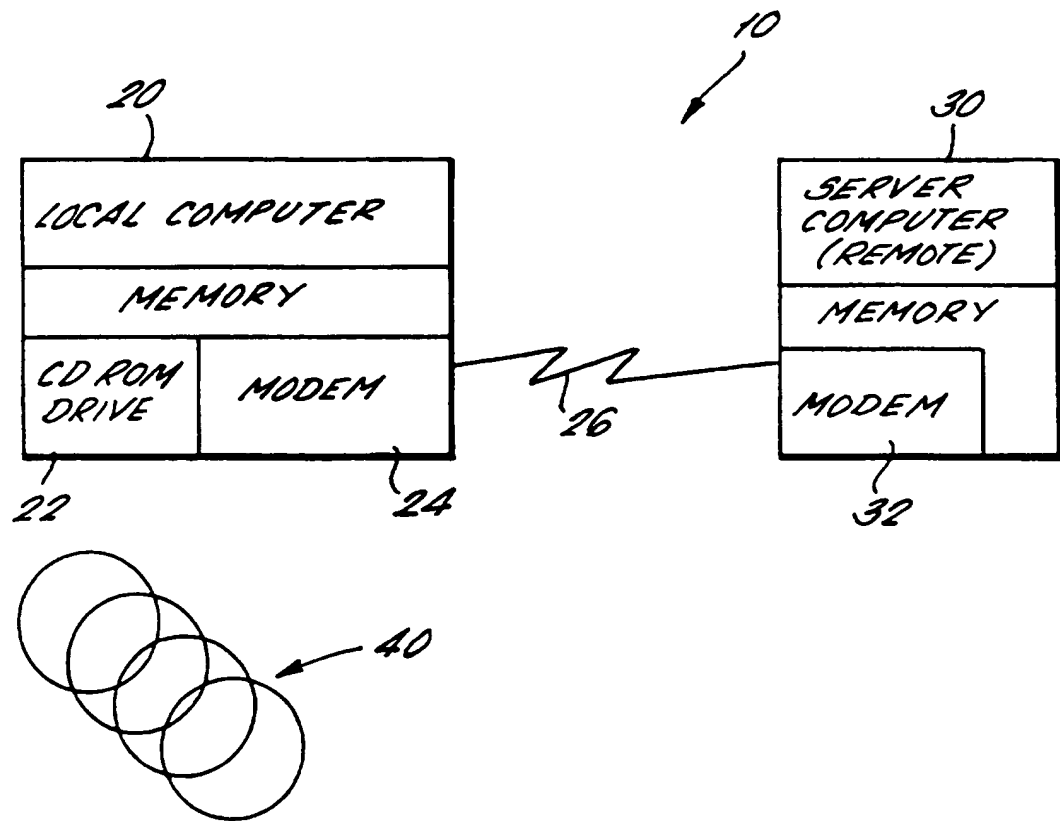 10
20
30
LOCAL COMPUTER
SERVER
COMPUTER
(REMOTE)
MEMORY
MEMORY
CD ROM
DRIVE
MODEM
MODEM
26
22
24
32
40